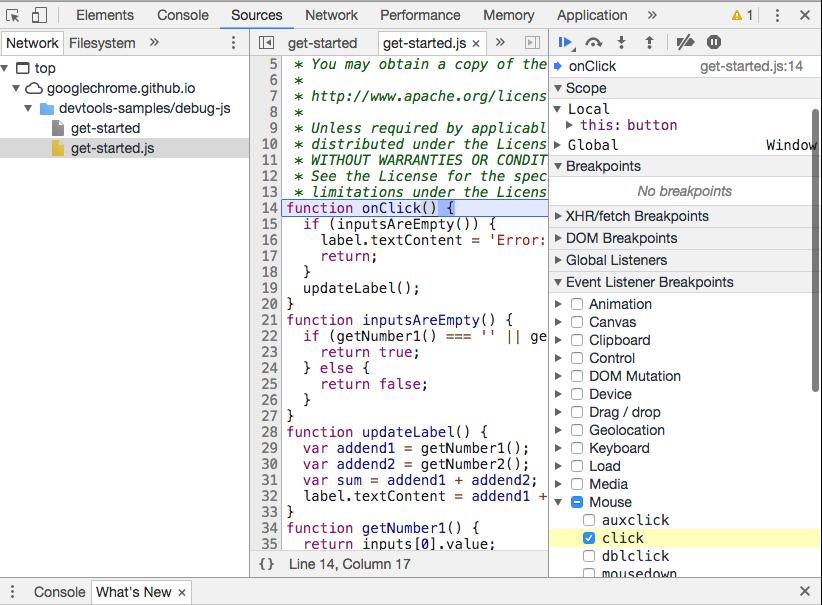 Elements Console Sources Network Performance Memory Application » 1
Network Filesystem »
top
googlechrome.github.io
devtools-samples/debug-js
get-started
get-started.js
get-started get-started.js × »
5 * You may obtain a copy of the
6 *
7 * http://www.apache.org/licens
8 *
9 * Unless required by applicabl
10 * distributed under the Licens
11 * WITHOUT WARRANTIES OR CONDIT
12 * See the License for the spec
13 * limitations under the Licens
14 function onClick() {
15 if (inputsAreEmpty()) {
16 label.textContent = 'Error:
17 return;
18 }
19 updateLabel();
20 }
21 function inputsAreEmpty() {
22 if (getNumber1() === '' || ge
23 return true;
24 } else {
25 return false;
26 }
27 }
28 function updateLabel() {
29 var addend1 = getNumber1();
30 var addend2 = getNumber2();
31 var sum = addend1 + addend2;
32 label.textContent = addend1 +
33 }
34 function getNumber1() {
35 return inputs[0].value;
{} Line 14, Column 17
onClick get-started.js:14
Scope
Local
this: button
Global Window
Breakpoints
No breakpoints
XHR/fetch Breakpoints
DOM Breakpoints
Global Listeners
Event Listener Breakpoints
Animation
Canvas
Clipboard
Control
DOM Mutation
Device
Drag / drop
Geolocation
Keyboard
Load
Media
Mouse
auxclick
click
dblclick
mousedown
Console What's New ×